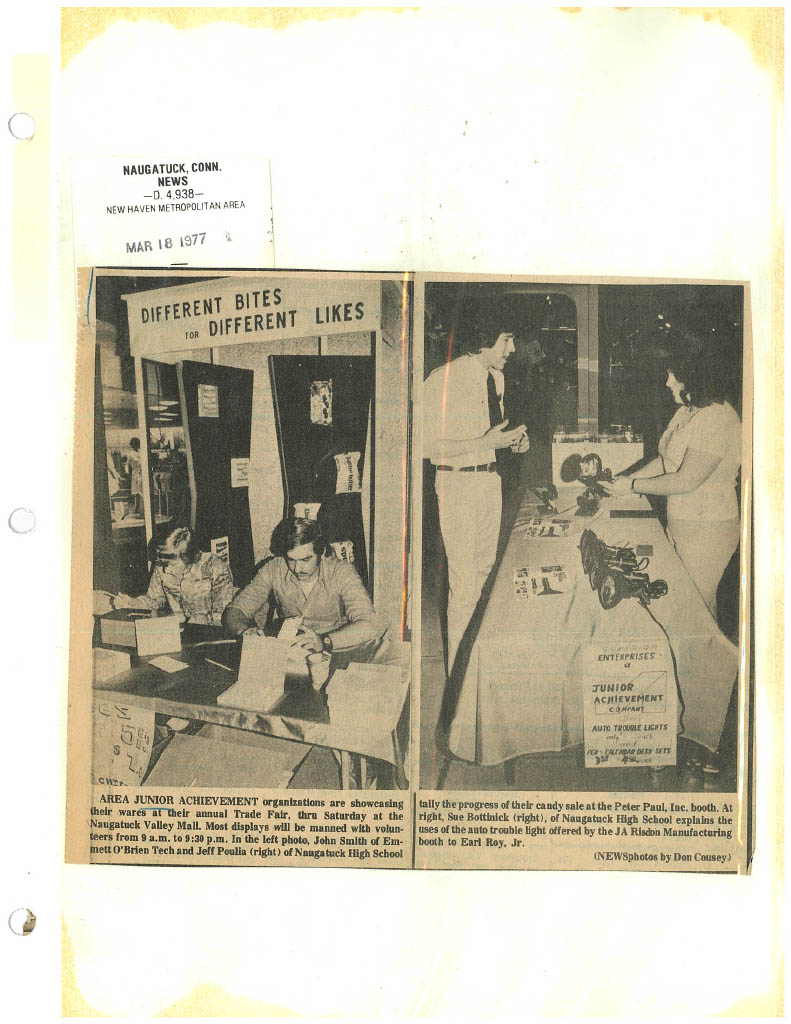 NAUGATUCK, CONN.
NEWS
—D. 4,938—
NEW HAVEN METROPOLITAN AREA
MAR 18 1977
DIFFERENT BITES
FOR DIFFERENT LIKES
ENTERPRISES
JUNIOR
ACHIEVEMENT
COMPANY
AUTO TROUBLE LIGHTS
only
PEN-CALENDAR DESK SETS
AREA JUNIOR ACHIEVEMENT organizations are showcasing
their wares at their annual Trade Fair, thru Saturday at the
Naugatuck Valley Mall. Most displays will be manned with volun-
teers from 9 a.m. to 9:30 p.m. In the left photo, John Smith of Em-
mett O'Brien Tech and Jeff Poulia (right) of Naugatuck High School
tally the progress of their candy sale at the Peter Paul, Inc. booth. At
right, Sue Bottinick (right), of Naugatuck High School explains the
uses of the auto trouble light offered by the JA Risdon Manufacturing
booth to Earl Roy, Jr.
(NEWSphotos by Don Cousey)